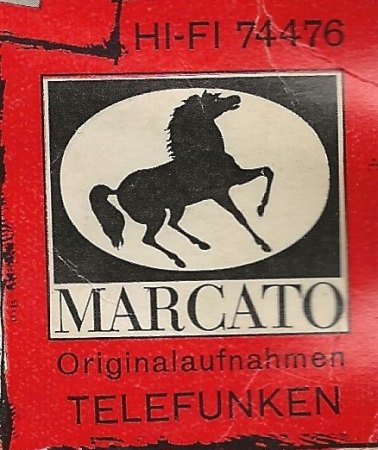 HI-FI 74476
MARCATO
Originalaufnahmen
TELEFUNKEN